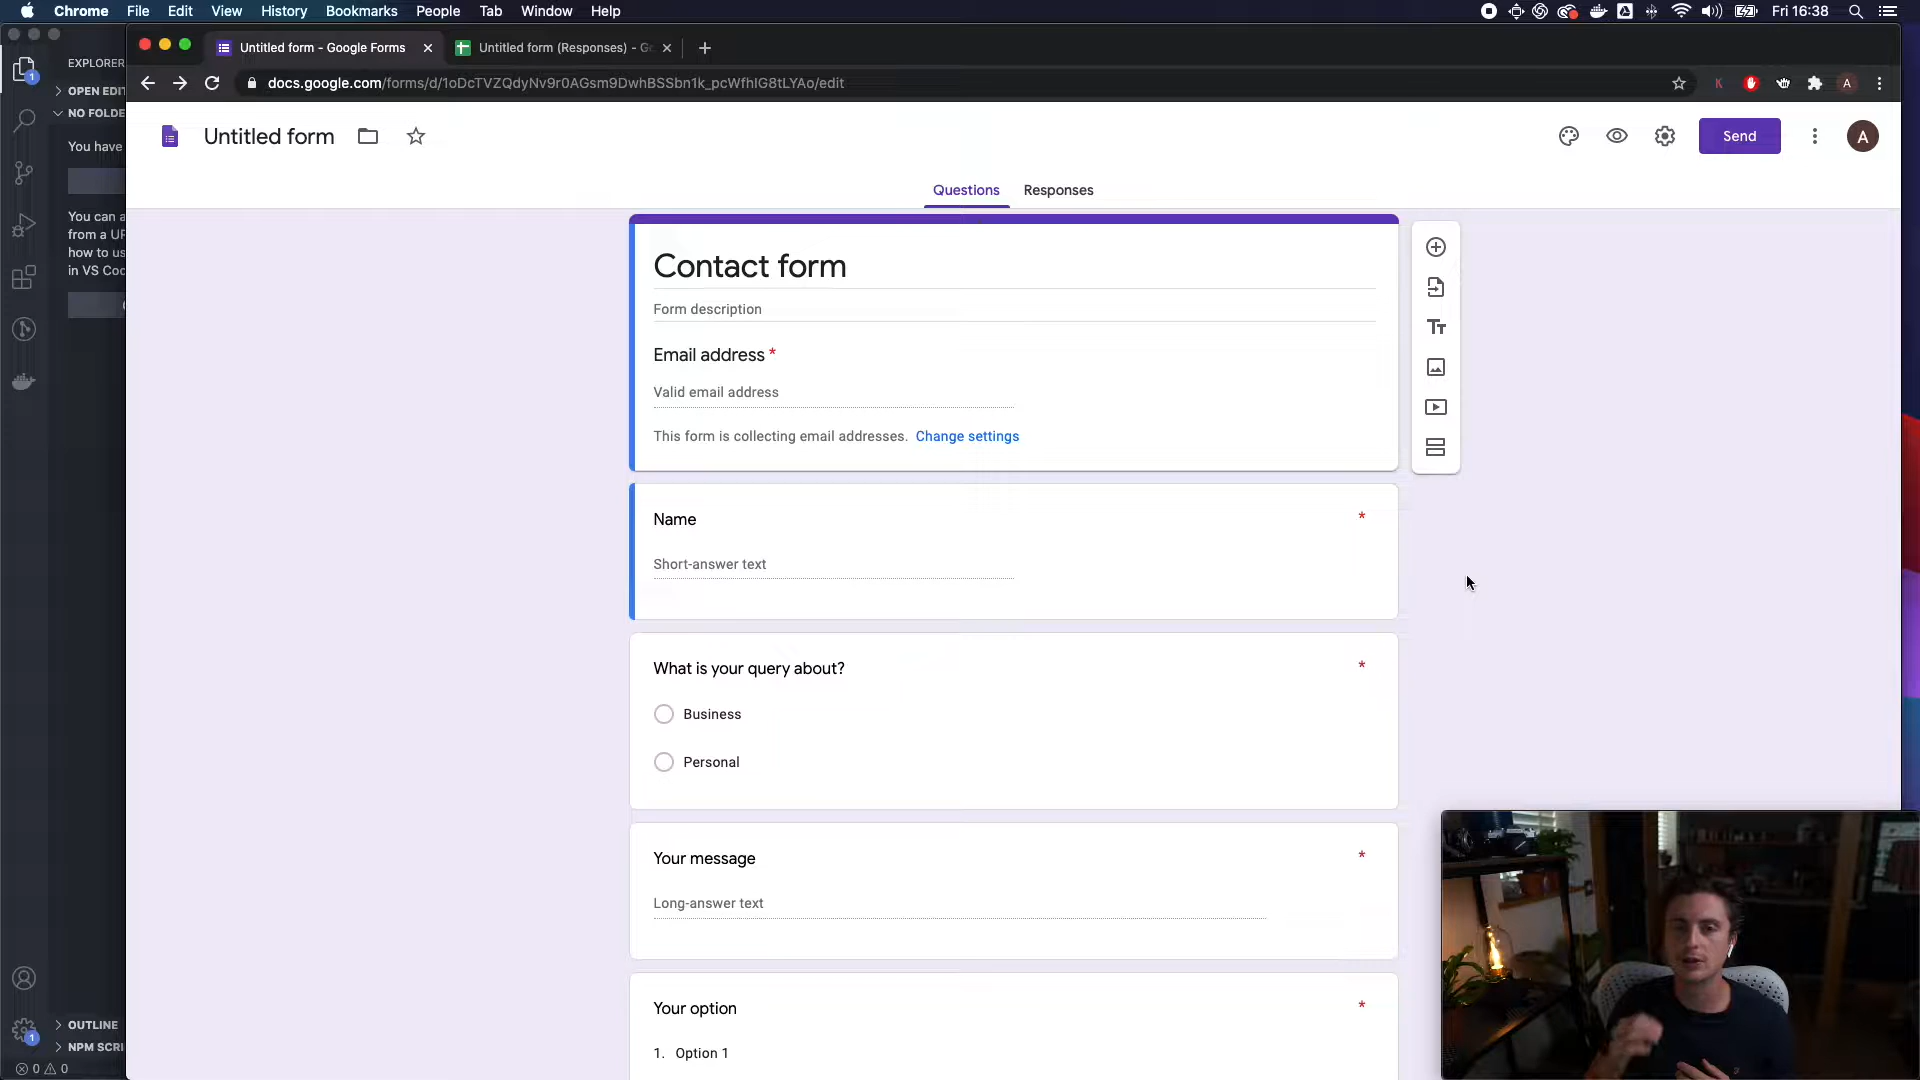 Chrome File Edit View History Bookmarks People Tab Window Help
Fri 16:38
EXPLORER
Untitled form - Google Forms
Untitled form (Responses) - Go
docs.google.com/forms/d/1oDcTVZQdyNv9r0AGsm9DwhBSSbn1k_pcWfhIG8tLYAo/edit
OPEN EDIT
NO FOLDE
You have
You can a
from a UR
how to us
in VS Cod
Untitled form
Send
A
Questions
Responses
Contact form
Form description
Email address *
Valid email address
This form is collecting email addresses. Change settings
Name *
Short-answer text
What is your query about? *
Business
Personal
Your message *
Long-answer text
Your option *
1. Option 1
OUTLINE
NPM SCRI
0 0